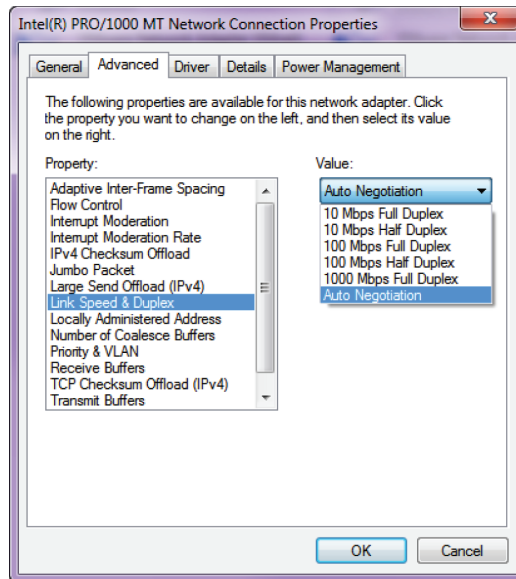 Intel(R) PRO/1000 MT Network Connection Properties
General
Advanced
Driver
Details
Power Management
The following properties are available for this network adapter. Click
the property you want to change on the left, and then select its value
on the right.
Property:
Adaptive Inter-Frame Spacing
Flow Control
Interrupt Moderation
Interrupt Moderation Rate
IPv4 Checksum Offload
Jumbo Packet
Large Send Offload (IPv4)
Link Speed & Duplex
Locally Administered Address
Number of Coalesce Buffers
Priority & VLAN
Receive Buffers
TCP Checksum Offload (IPv4)
Transmit Buffers
Value:
Auto Negotiation
10 Mbps Full Duplex
10 Mbps Half Duplex
100 Mbps Full Duplex
100 Mbps Half Duplex
1000 Mbps Full Duplex
Auto Negotiation
OK
Cancel